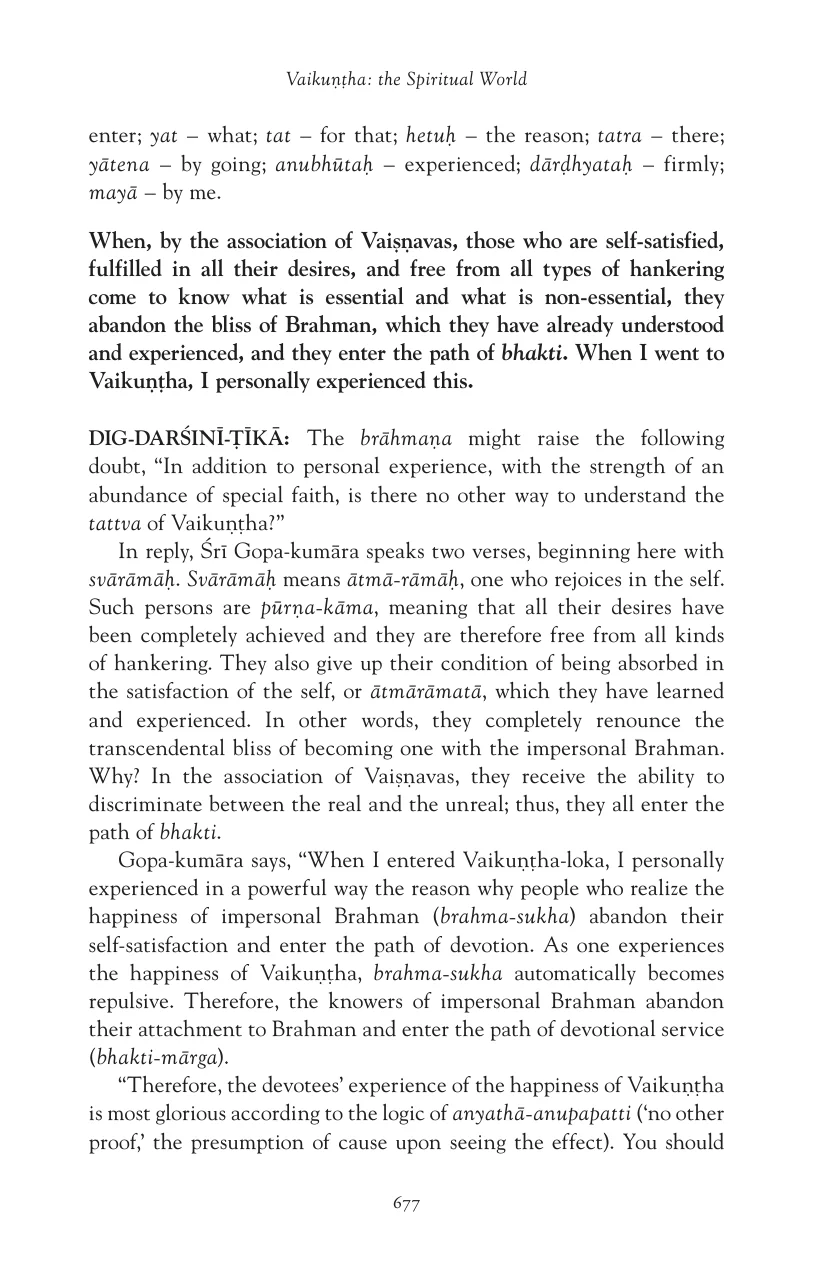 Vaikuṇṭha: the Spiritual World
enter; yat – what; tat – for that; hetuḥ – the reason; tatra – there;
yātena – by going; anubhūtaḥ – experienced; dārḍhyataḥ – firmly;
mayā – by me.
When, by the association of Vaiṣṇavas, those who are self-satisfied,
fulfilled in all their desires, and free from all types of hankering
come to know what is essential and what is non-essential, they
abandon the bliss of Brahman, which they have already understood
and experienced, and they enter the path of bhakti. When I went to
Vaikuṇṭha, I personally experienced this.
DIG-DARŚINĪ-ṬĪKĀ: The brāhmaṇa might raise the following
doubt, “In addition to personal experience, with the strength of an
abundance of special faith, is there no other way to understand the
tattva of Vaikuṇṭha?”
In reply, Śrī Gopa-kumāra speaks two verses, beginning here with
svārāmāḥ. Svārāmāḥ means ātmā-rāmāḥ, one who rejoices in the self.
Such persons are pūrṇa-kāma, meaning that all their desires have
been completely achieved and they are therefore free from all kinds
of hankering. They also give up their condition of being absorbed in
the satisfaction of the self, or ātmārāmatā, which they have learned
and experienced. In other words, they completely renounce the
transcendental bliss of becoming one with the impersonal Brahman.
Why? In the association of Vaiṣṇavas, they receive the ability to
discriminate between the real and the unreal; thus, they all enter the
path of bhakti.
Gopa-kumāra says, “When I entered Vaikuṇṭha-loka, I personally
experienced in a powerful way the reason why people who realize the
happiness of impersonal Brahman (brahma-sukha) abandon their
self-satisfaction and enter the path of devotion. As one experiences
the happiness of Vaikuṇṭha, brahma-sukha automatically becomes
repulsive. Therefore, the knowers of impersonal Brahman abandon
their attachment to Brahman and enter the path of devotional service
(bhakti-mārga).
“Therefore, the devotees’ experience of the happiness of Vaikuṇṭha
is most glorious according to the logic of anyathā-anupapatti (‘no other
proof,’ the presumption of cause upon seeing the effect). You should
677